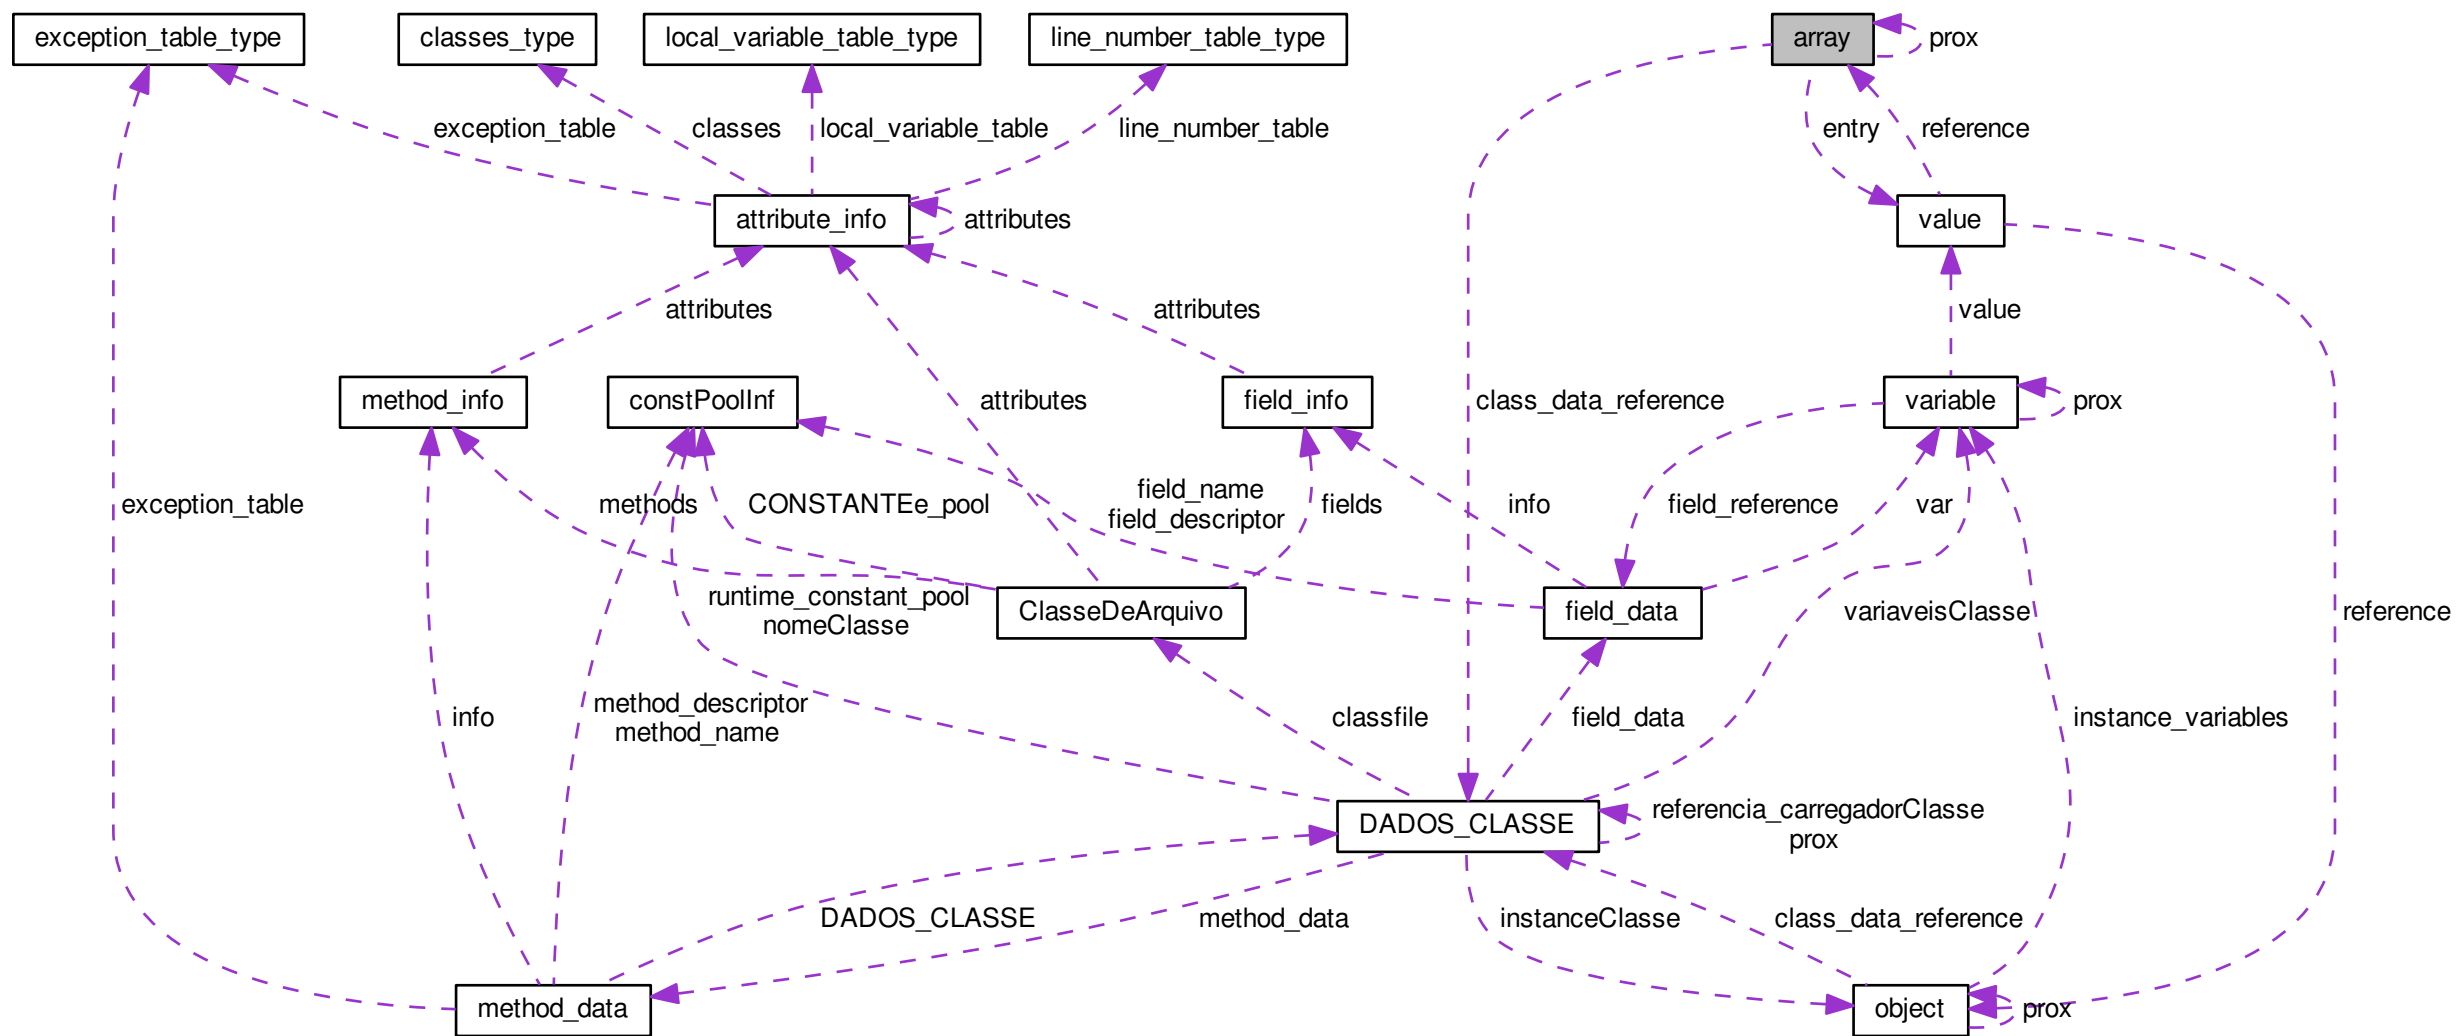 exception_table_type
classes_type
local_variable_table_type
line_number_table_type
array
prox
exception_table
classes
local_variable_table
line_number_table
entry
reference
attribute_info
attributes
value
attributes
attributes
value
method_info
constPoolInf
attributes
field_info
class_data_reference
variable
prox
exception_table
methods
CONSTANTEe_pool
field_name
field_descriptor
fields
info
field_reference
var
runtime_constant_pool
nomeClasse
ClasseDeArquivo
field_data
variaveisClasse
reference
info
method_descriptor
method_name
classfile
field_data
instance_variables
DADOS_CLASSE
referencia_carregadorClasse
prox
DADOS_CLASSE
method_data
instanceClasse
class_data_reference
method_data
object
prox